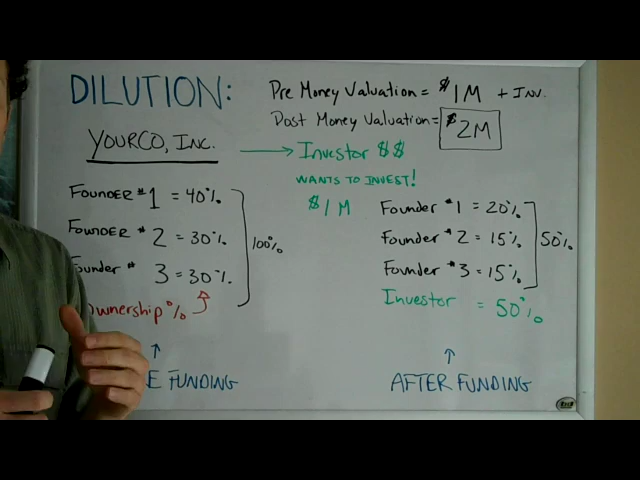 DILUTION:
Pre Money Valuation = $1M + INV.
Post Money Valuation = $2M
YOURCO, INC. → Investor $$
WANTS TO INVEST!
$1M
FOUNDER #1 = 40%
FOUNDER #2 = 30%
Founder #3 = 30%
100%
wnership %
Founder #1 = 20%
Founder #2 = 15%
Founder #3 = 15%
50%
Investor = 50%
E FUNDING
AFTER FUNDING